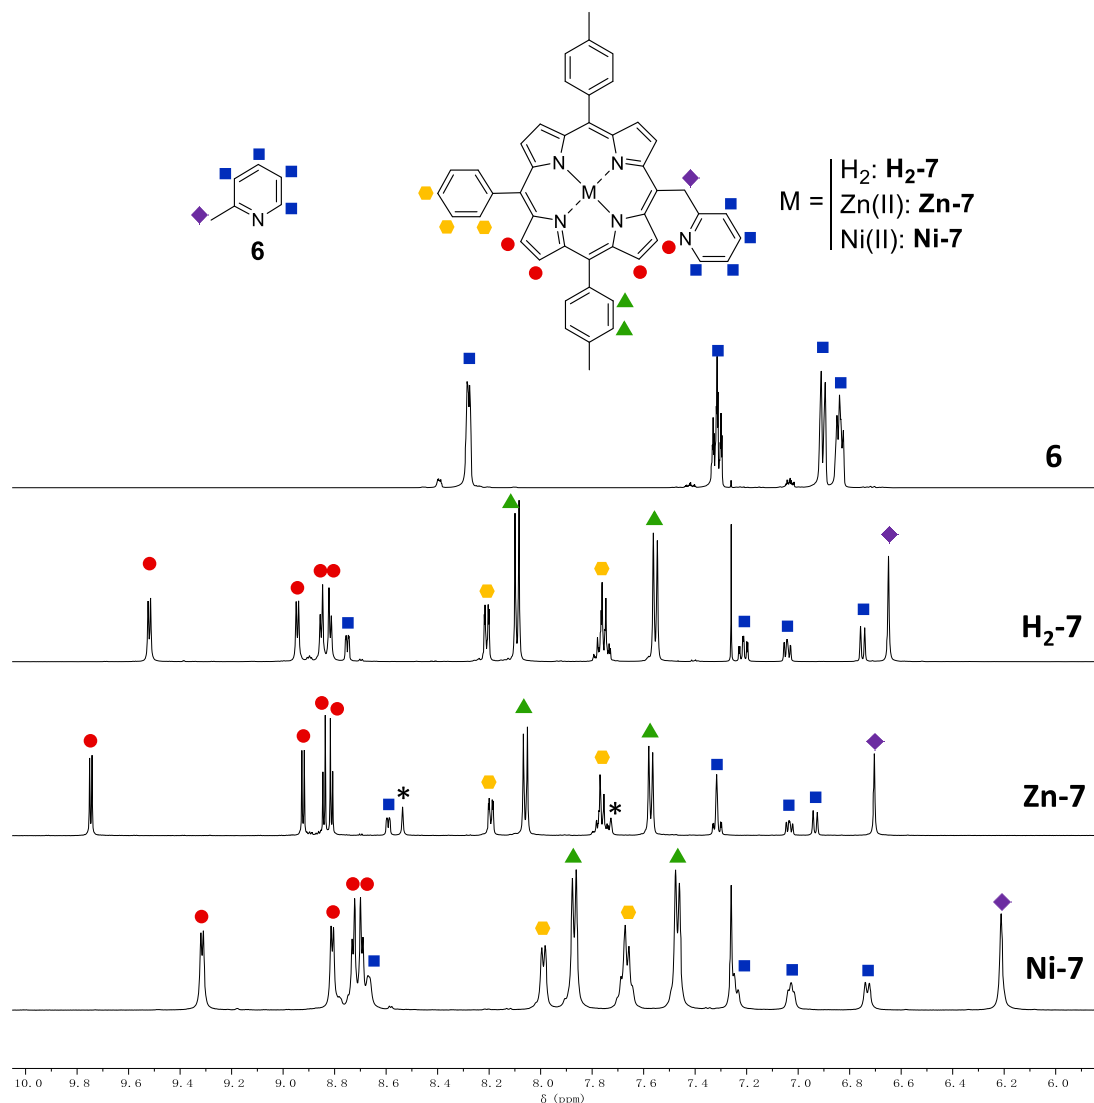 N
6
M
N
N
N
N
N
M =
H2: H2-7
Zn(II): Zn-7
Ni(II): Ni-7
6
H2-7
*
*
Zn-7
Ni-7
10.0 9.8 9.6 9.4 9.2 9.0 8.8 8.6 8.4 8.2 8.0 7.8 7.6 7.4 7.2 7.0 6.8 6.6 6.4 6.2 6.0
δ (ppm)